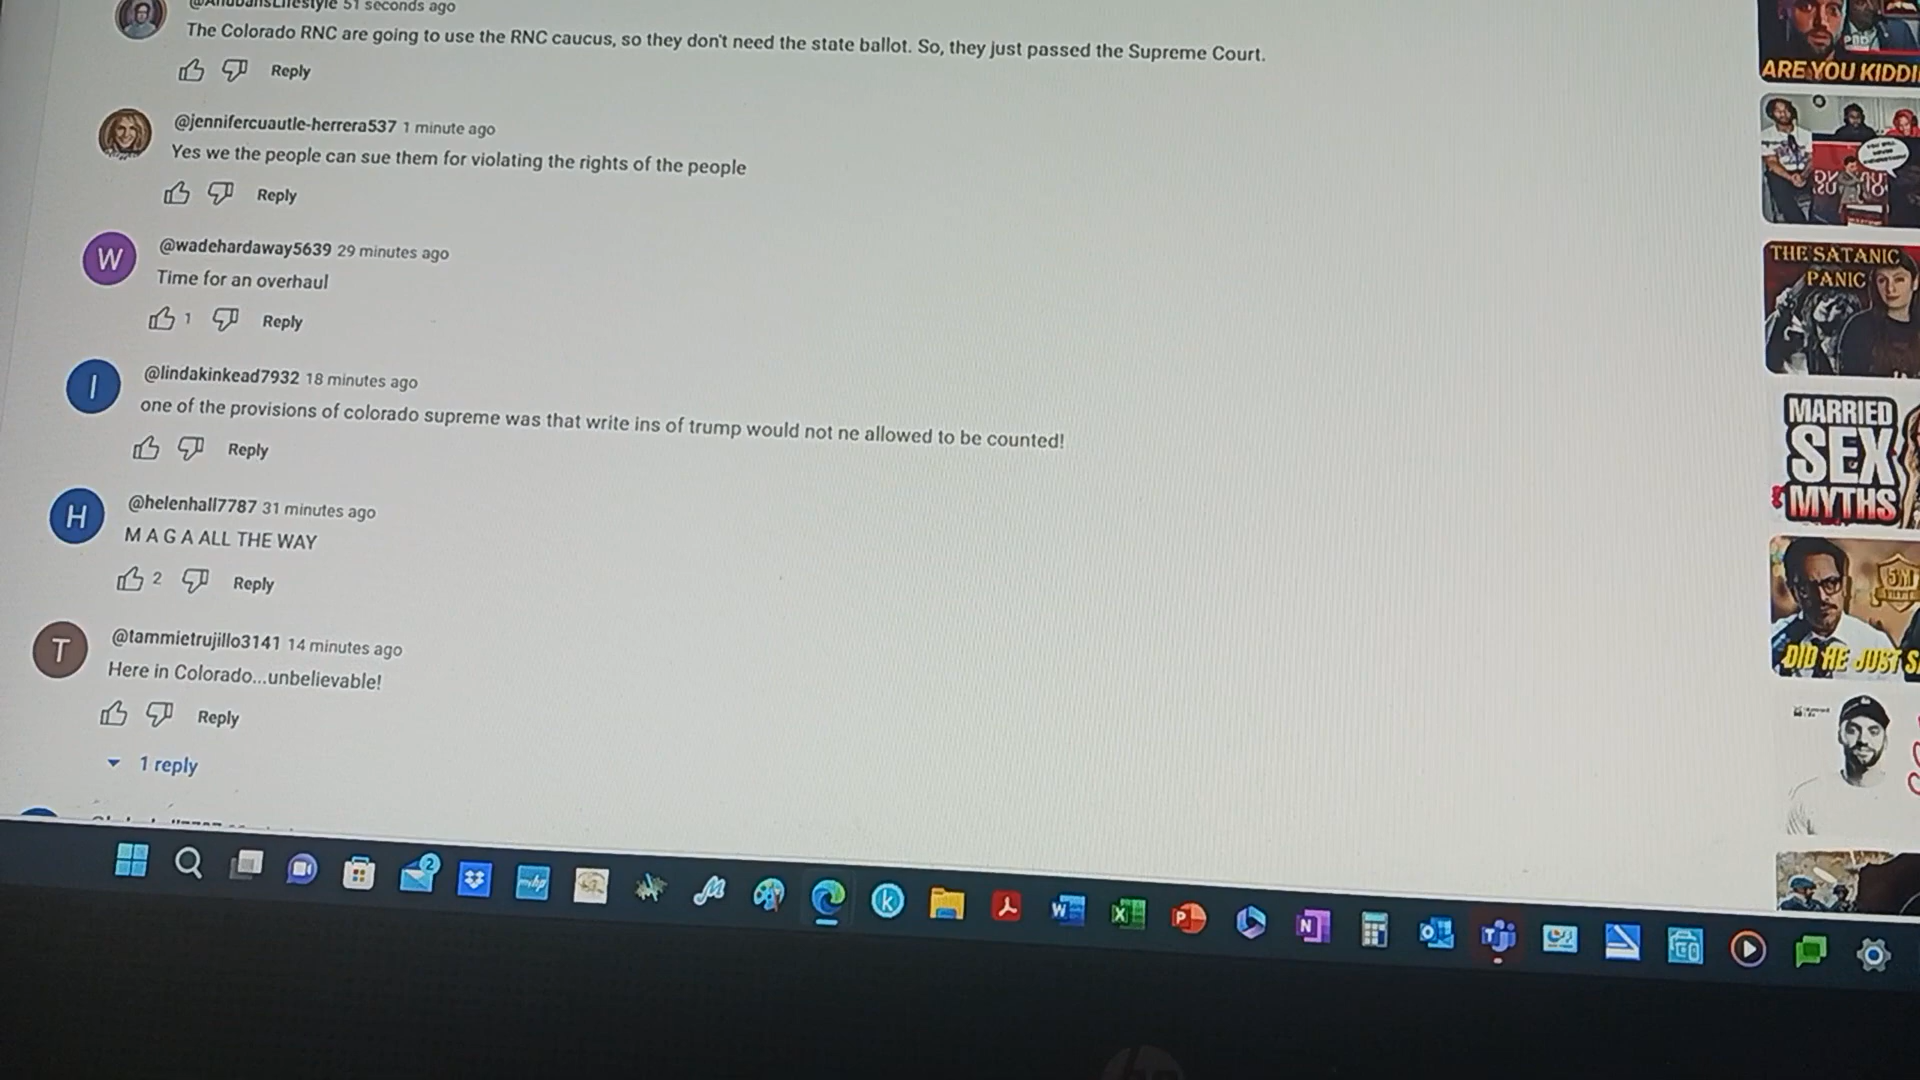 51 seconds ago
The Colorado RNC are going to use the RNC caucus, so they don't need the state ballot. So, they just passed the Supreme Court.
Reply
@jennifercuautle-herrera537 1 minute ago
Yes we the people can sue them for violating the rights of the people
Reply
W
@wadehardaway5639 29 minutes ago
Time for an overhaul
1 Reply
l
@lindakinkead7932 18 minutes ago
one of the provisions of colorado supreme was that write ins of trump would not ne allowed to be counted!
Reply
H
@helenhall7787 31 minutes ago
M A G A ALL THE WAY
2 Reply
T
@tammietrujillo3141 14 minutes ago
Here in Colorado...unbelievable!
Reply
1 reply
PBD
ARE YOU KIDDI
THE SATANIC
PANIC
MARRIED
SEX
MYTHS
5M
DID HE JUST S
2
mihp
k
W
X
P
N
O
T